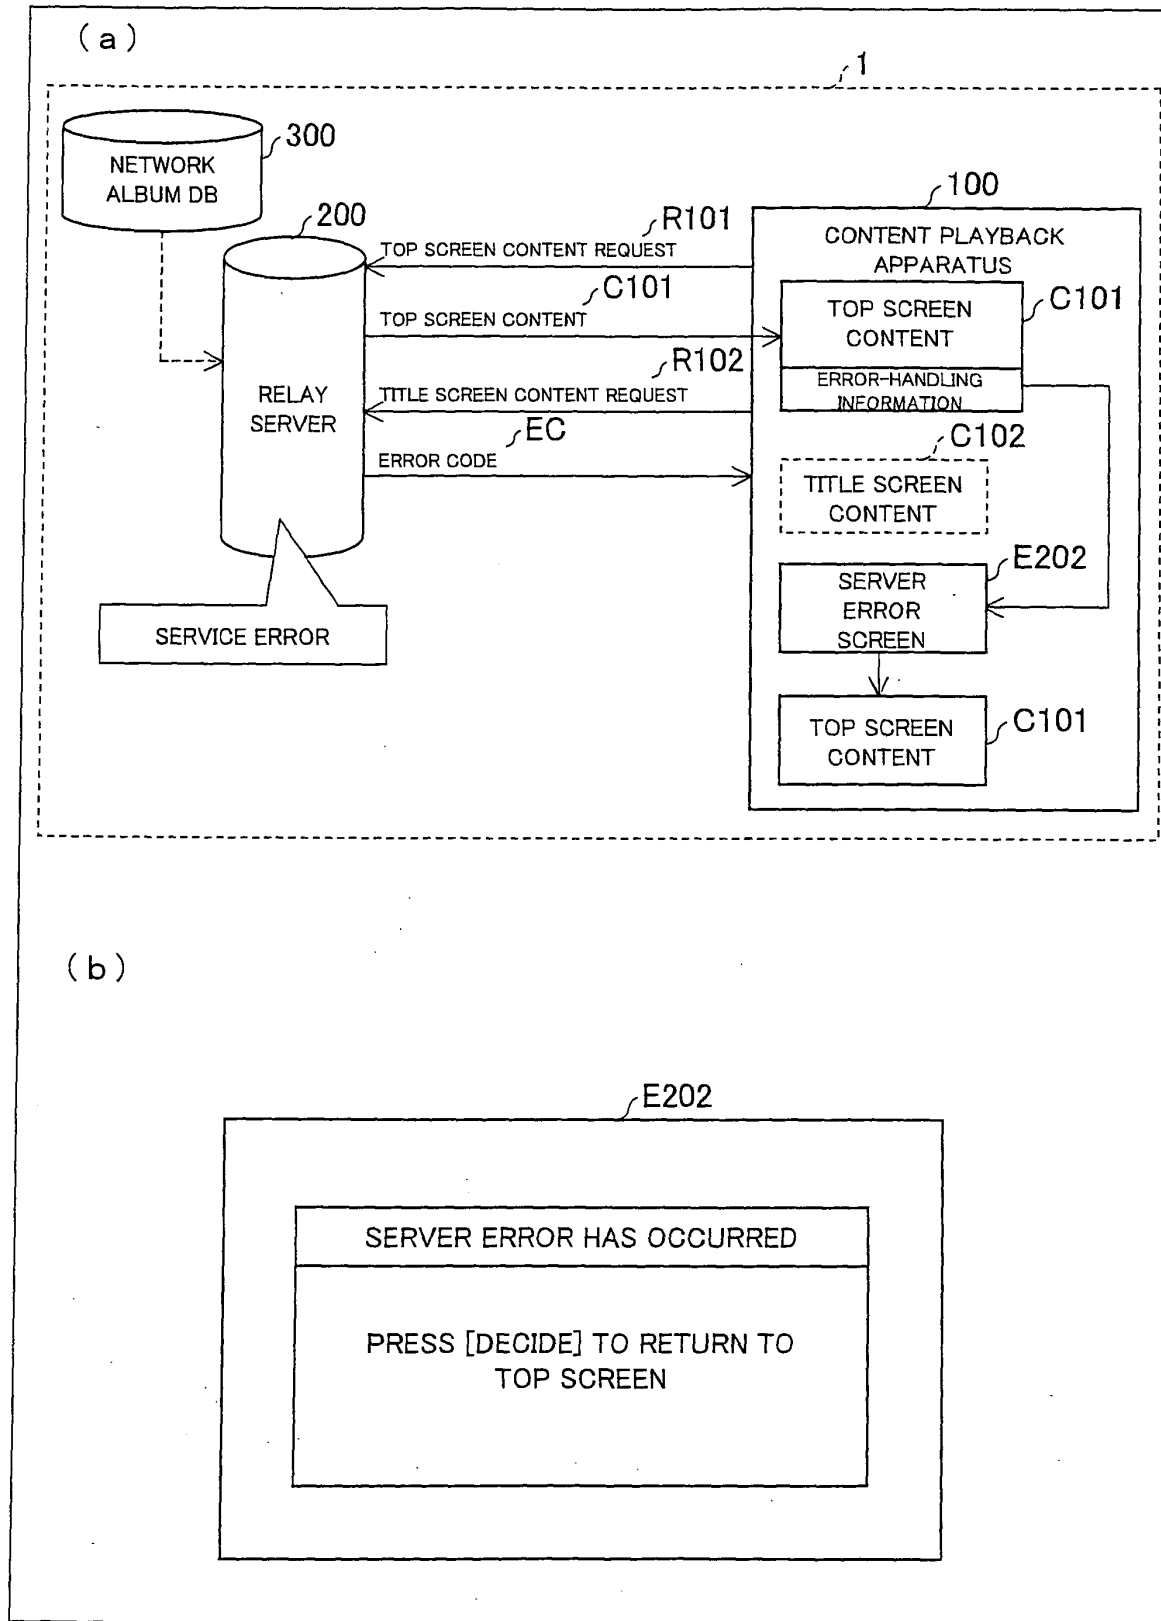 (a)
1
300
NETWORK
ALBUM DB
200
RELAY
SERVER
SERVICE ERROR
R101
TOP SCREEN CONTENT REQUEST
C101
TOP SCREEN CONTENT
R102
TITLE SCREEN CONTENT REQUEST
EC
ERROR CODE
100
CONTENT PLAYBACK
APPARATUS
TOP SCREEN
CONTENT
C101
ERROR-HANDLING
INFORMATION
C102
TITLE SCREEN
CONTENT
E202
SERVER
ERROR
SCREEN
TOP SCREEN
CONTENT
C101
(b)
E202
SERVER ERROR HAS OCCURRED
PRESS [DECIDE] TO RETURN TO
TOP SCREEN